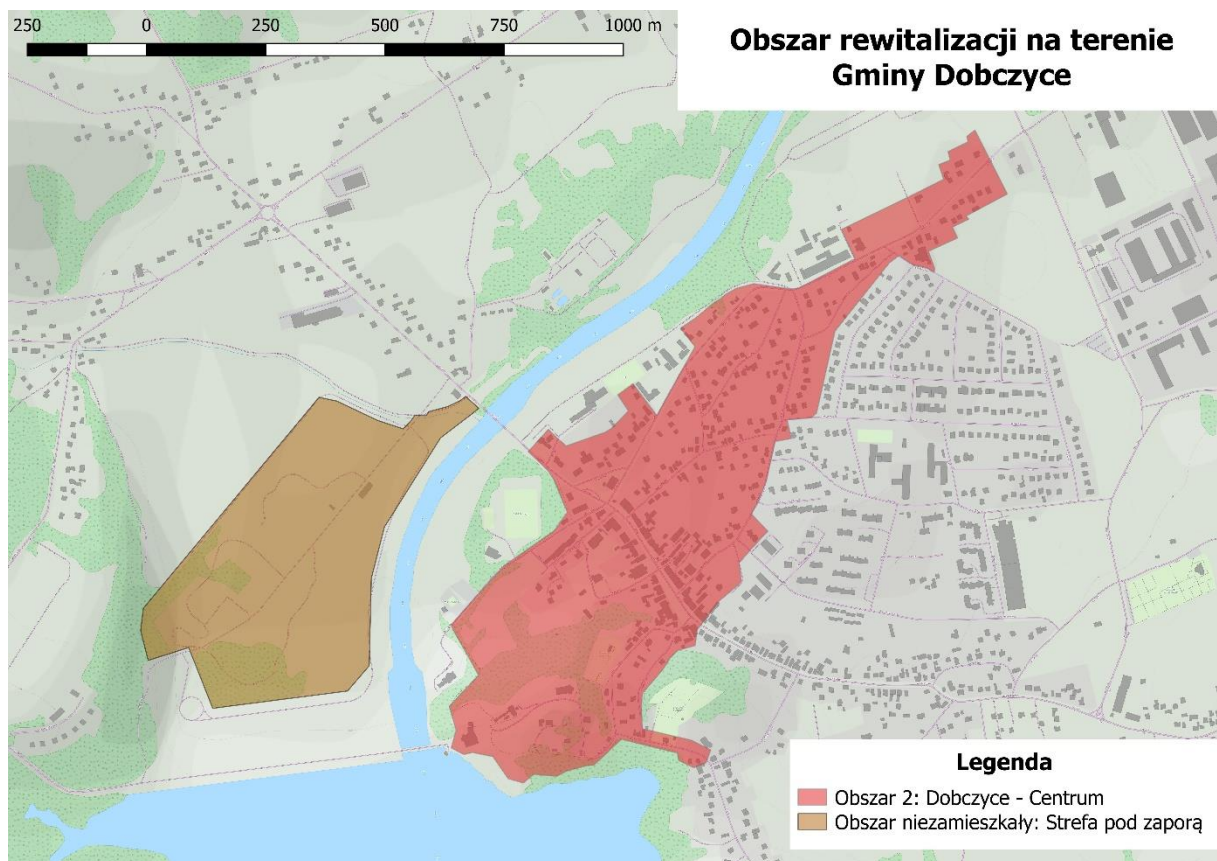 250 0 250 500 750 1000 m
Obszar rewitalizacji na terenie
Gminy Dobczyce
Legenda
Obszar 2: Dobczyce - Centrum
Obszar niezamieszkały: Strefa pod zaporą